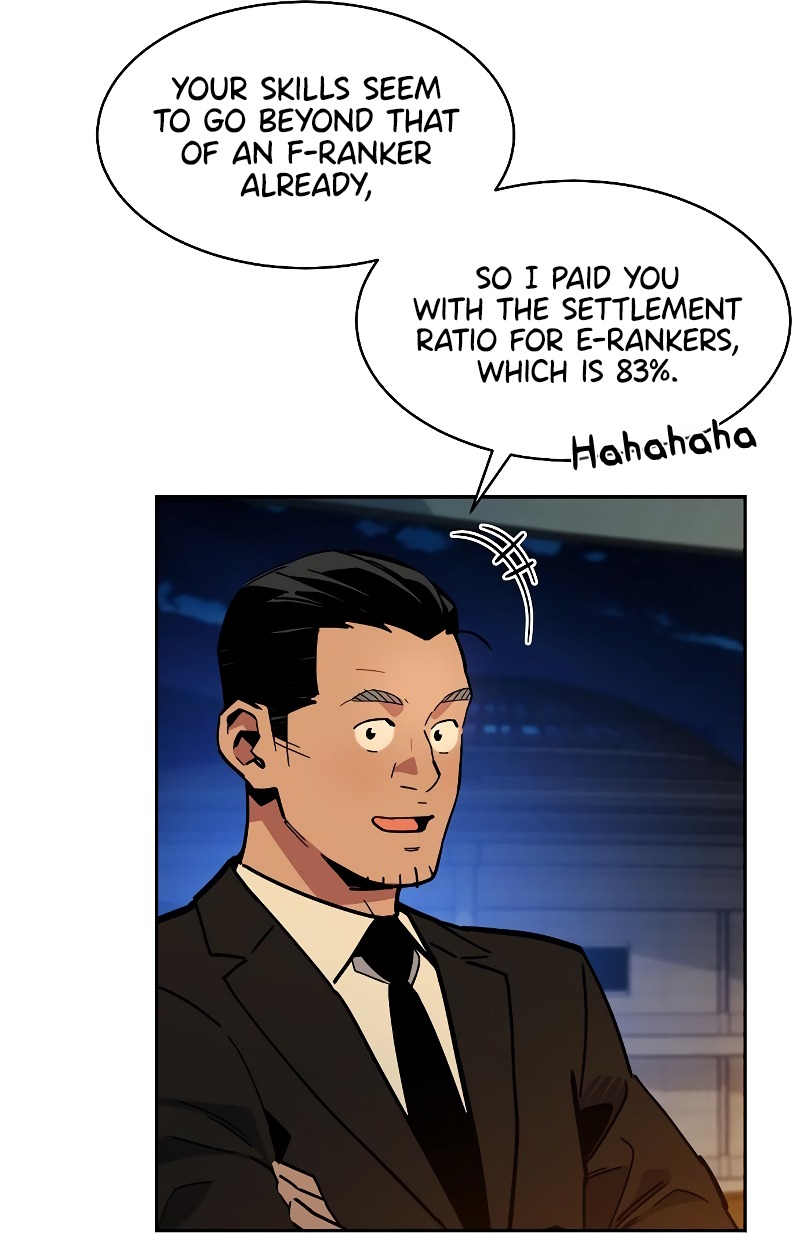 YOUR SKILLS SEEM
TO GO BEYOND THAT
OF AN F-RANKER
ALREADY,
SO I PAID YOU
WITH THE SETTLEMENT
RATIO FOR E-RANKERS,
WHICH IS 83%.
Hahahaha